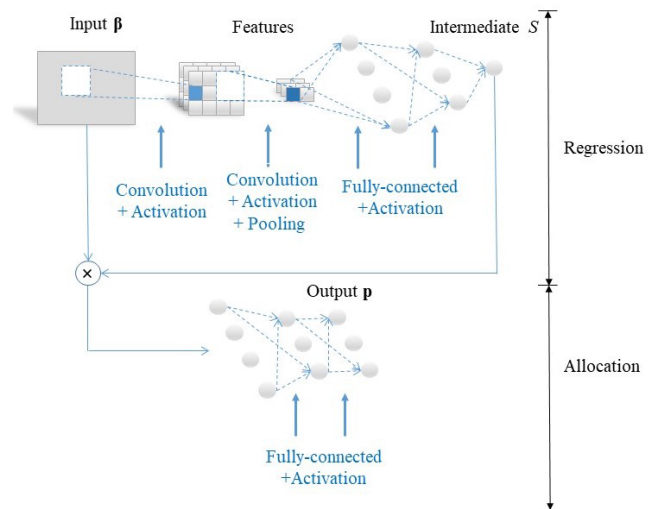 Input β
Features
Intermediate S
Convolution
+ Activation
Convolution
+ Activation
+ Pooling
Fully-connected
+Activation
Regression
×
Output p
Allocation
Fully-connected
+Activation